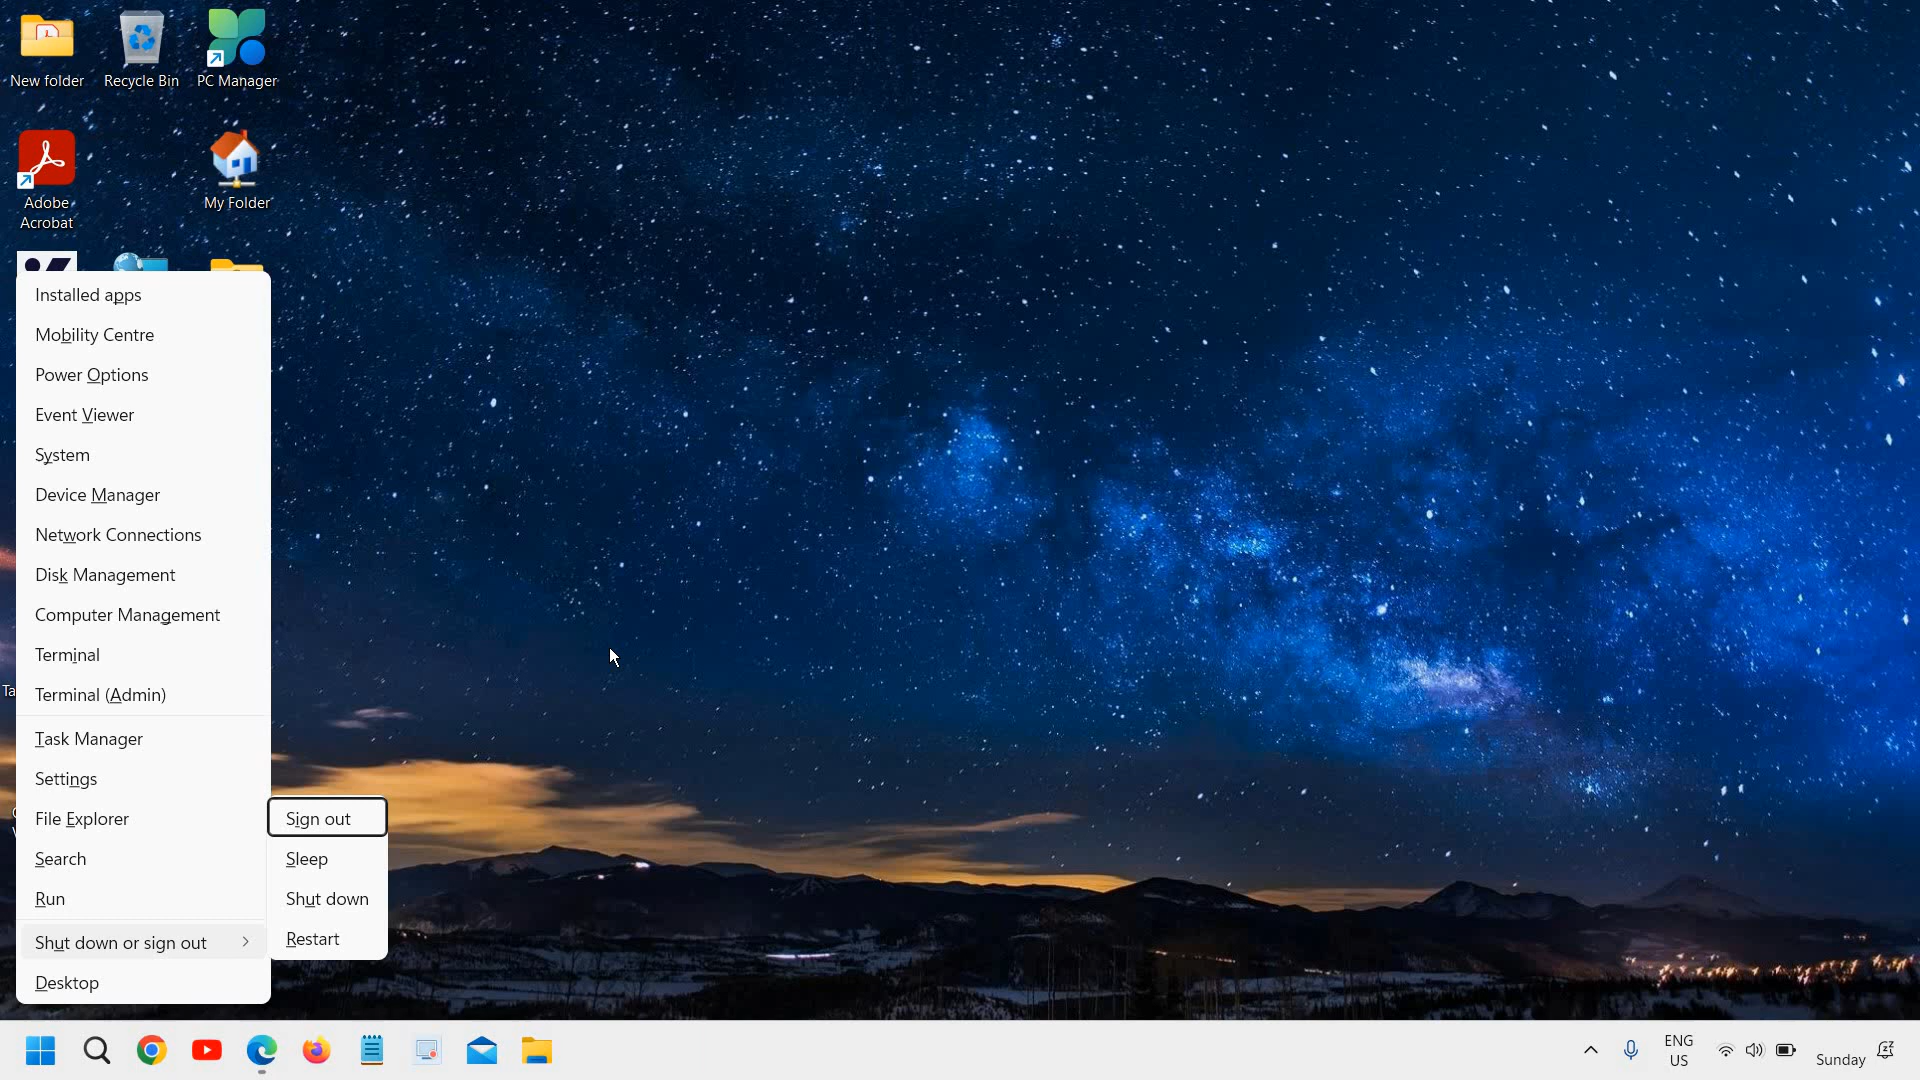 New folder
Recycle Bin
PC Manager
Adobe
Acrobat
My Folder
Installed apps
Mobility Centre
Power Options
Event Viewer
System
Device Manager
Network Connections
Disk Management
Computer Management
Terminal
Ta
Terminal (Admin)
Task Manager
Settings
File Explorer
Search
Run
Shut down or sign out
Desktop
Sign out
Sleep
Shut down
Restart
ENG
US
Sunday